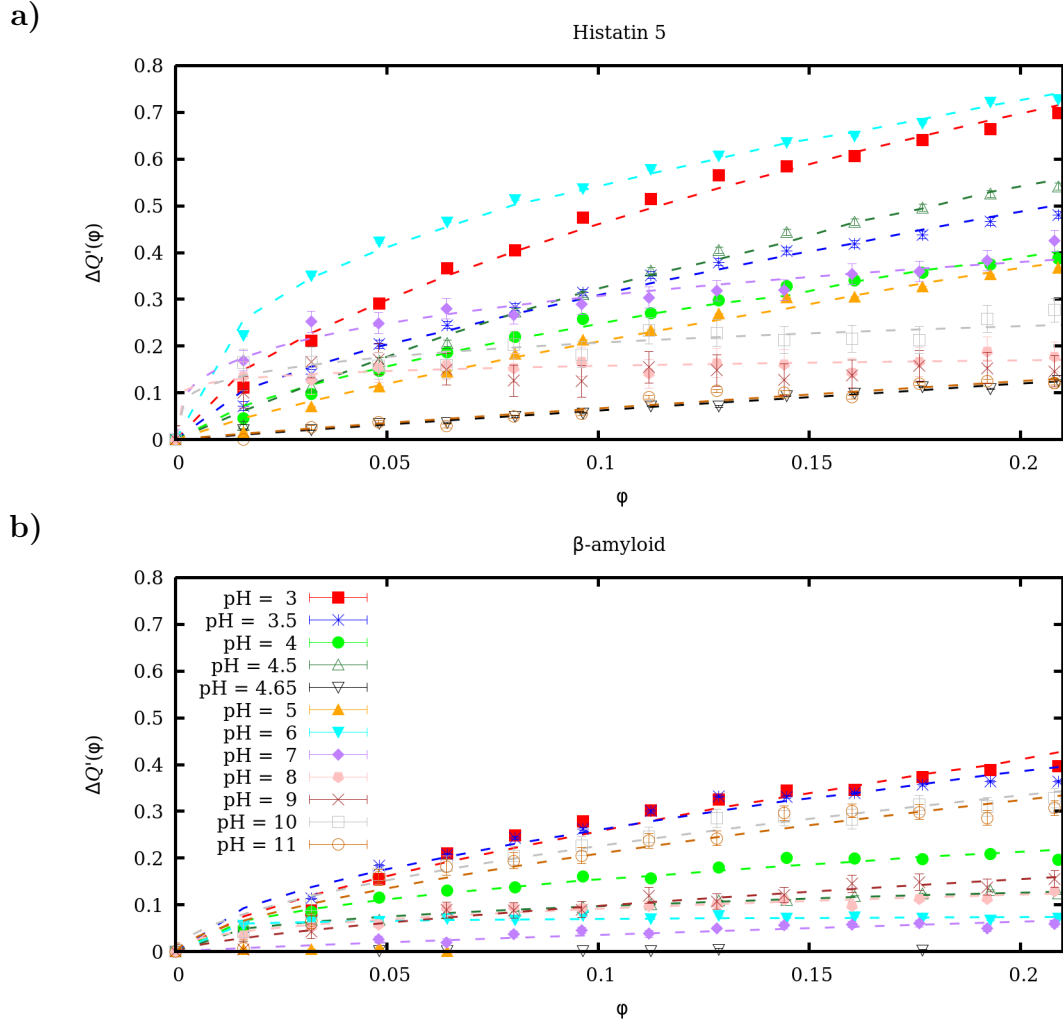 a)
Histatin 5
ΔQ'(φ)
0.8
0.7
0.6
0.5
0.4
0.3
0.2
0.1
0
0 0.05 0.1 0.15 0.2
φ
b)
β-amyloid
ΔQ'(φ)
0.8
0.7
0.6
0.5
0.4
0.3
0.2
0.1
0
pH = 3
pH = 3.5
pH = 4
pH = 4.5
pH = 4.65
pH = 5
pH = 6
pH = 7
pH = 8
pH = 9
pH = 10
pH = 11
0 0.05 0.1 0.15 0.2
φ